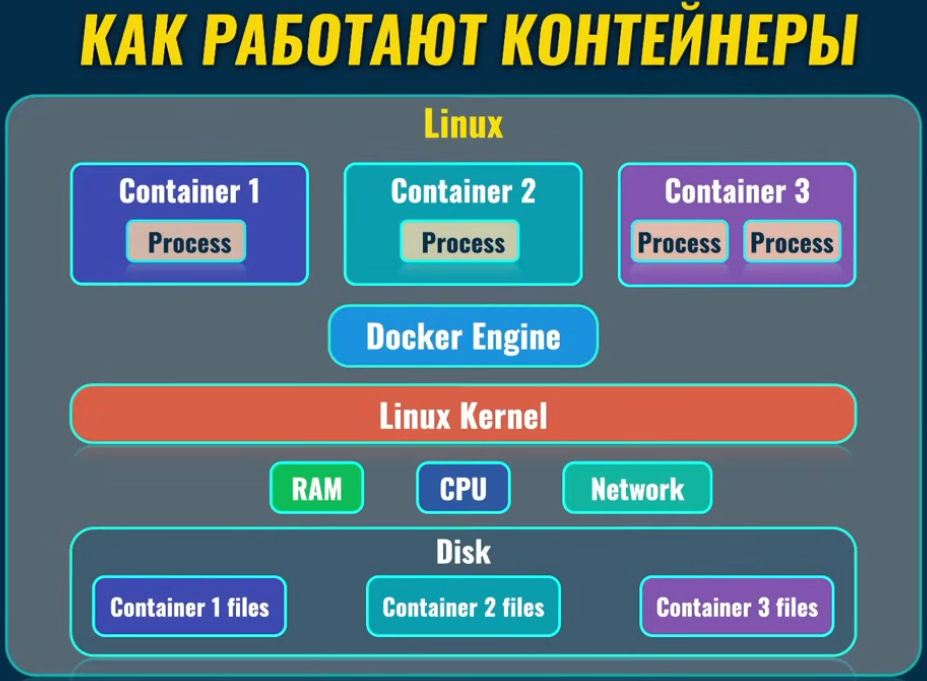 КАК РАБОТАЮТ КОНТЕЙНЕРЫ
Linux
Container 1
Process
Container 2
Process
Container 3
Process Process
Docker Engine
Linux Kernel
RAM CPU Network
Disk
Container 1 files Container 2 files Container 3 files